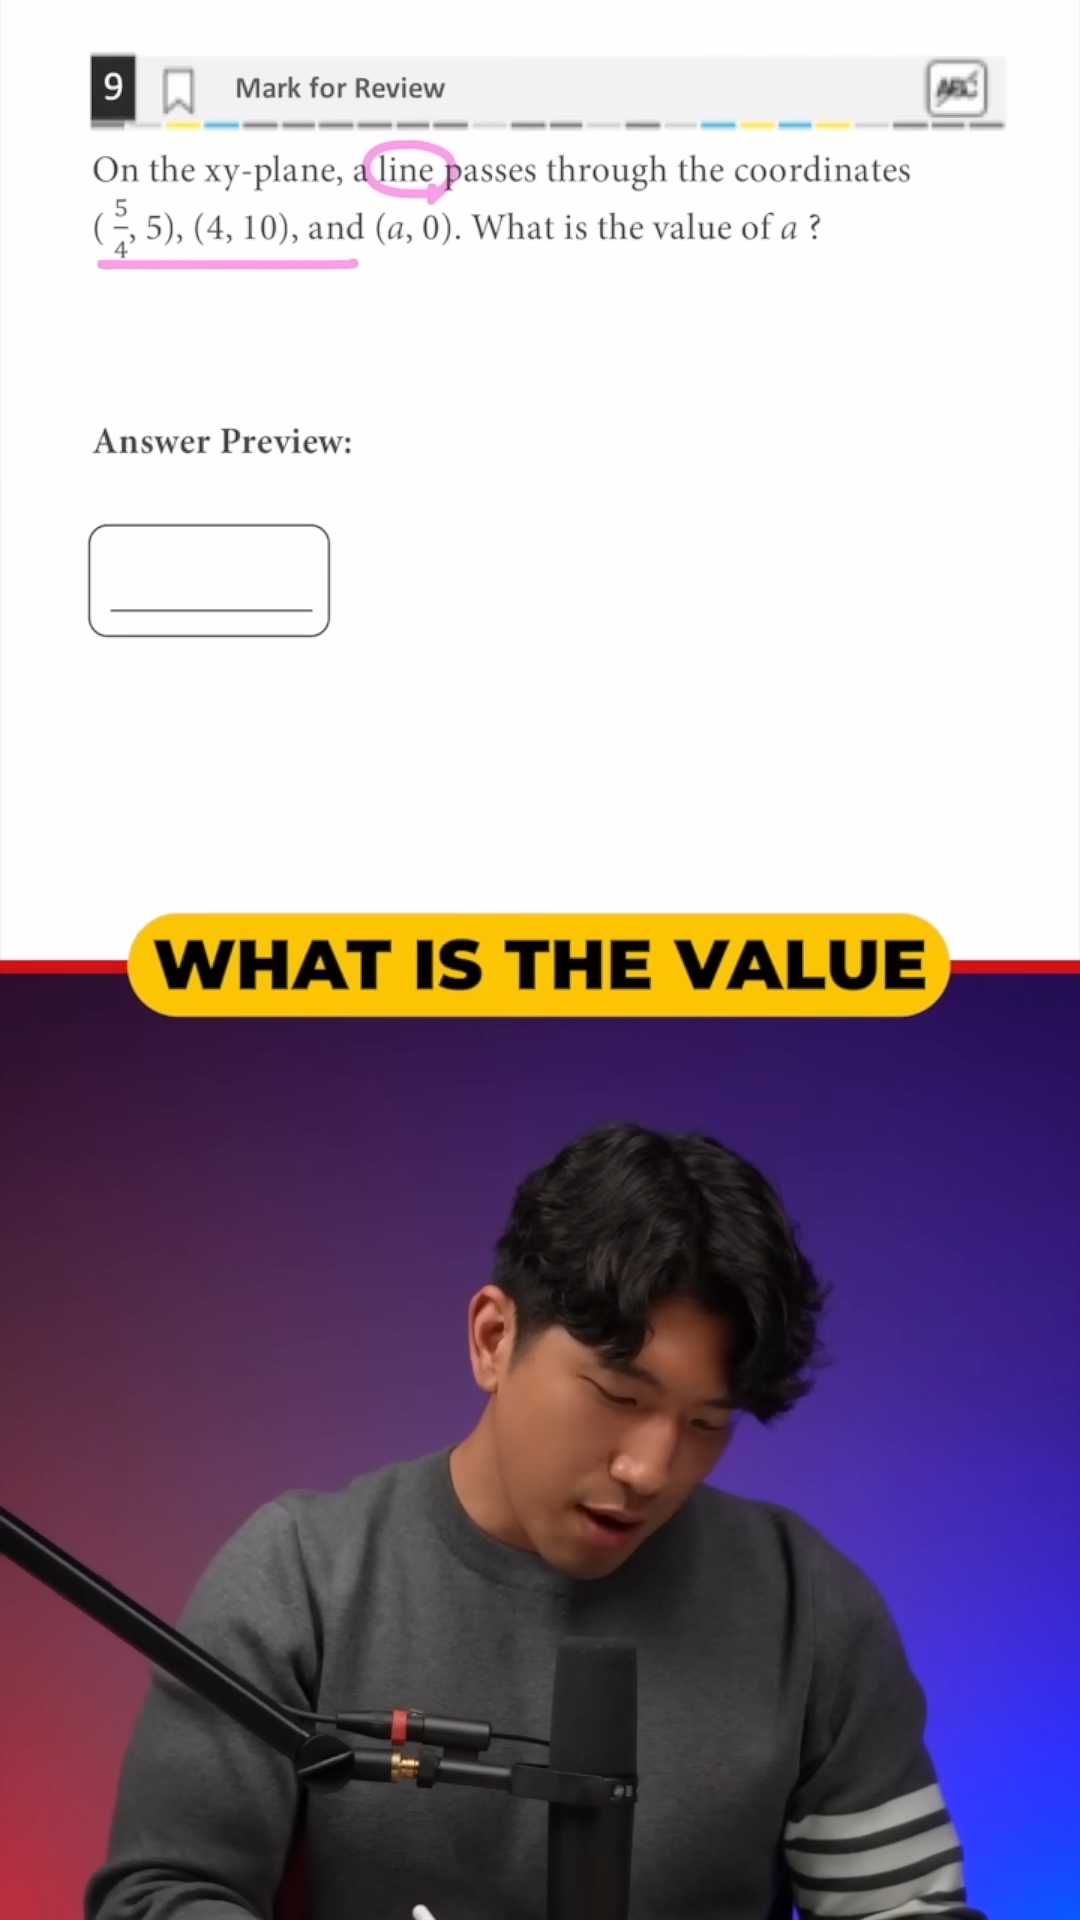 9 Mark for Review ABC
On the xy-plane, a line passes through the coordinates
(5/4, 5), (4, 10), and (a, 0). What is the value of a ?
Answer Preview:
WHAT IS THE VALUE